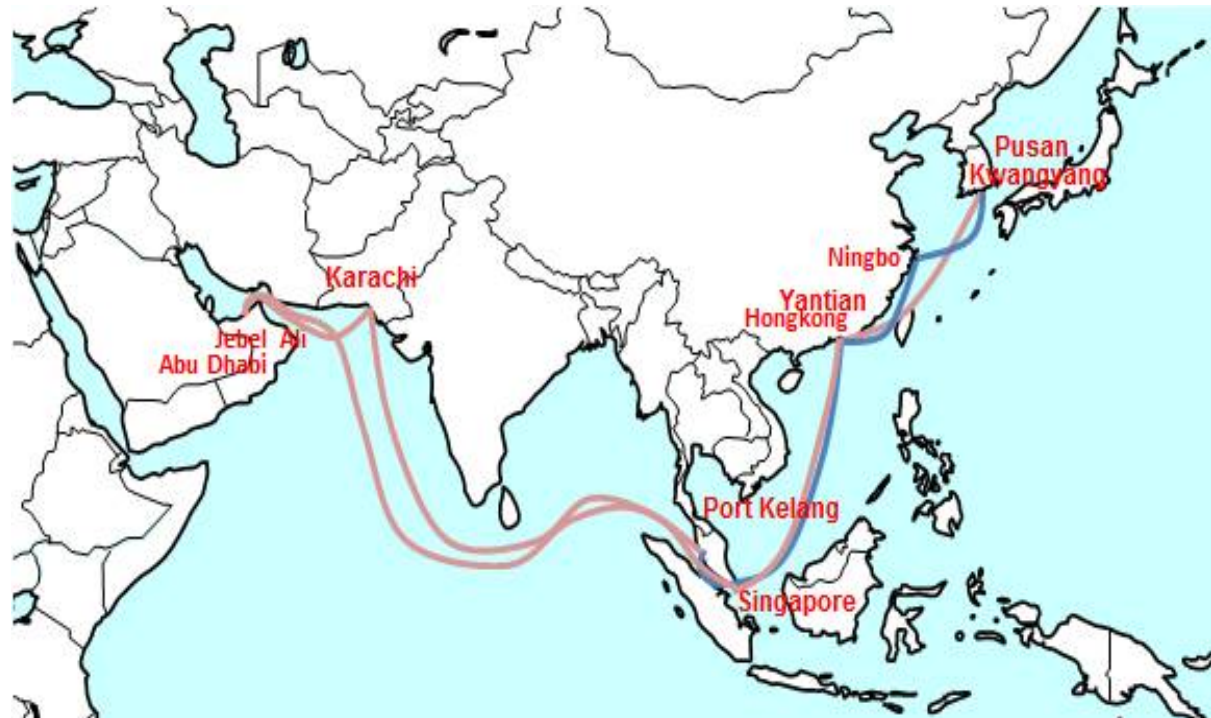 Pusan
Kwangyang
Ningbo
Yantian
Hongkong
Karachi
Jebel Ali
Abu Dhabi
Port Kelang
Singapore